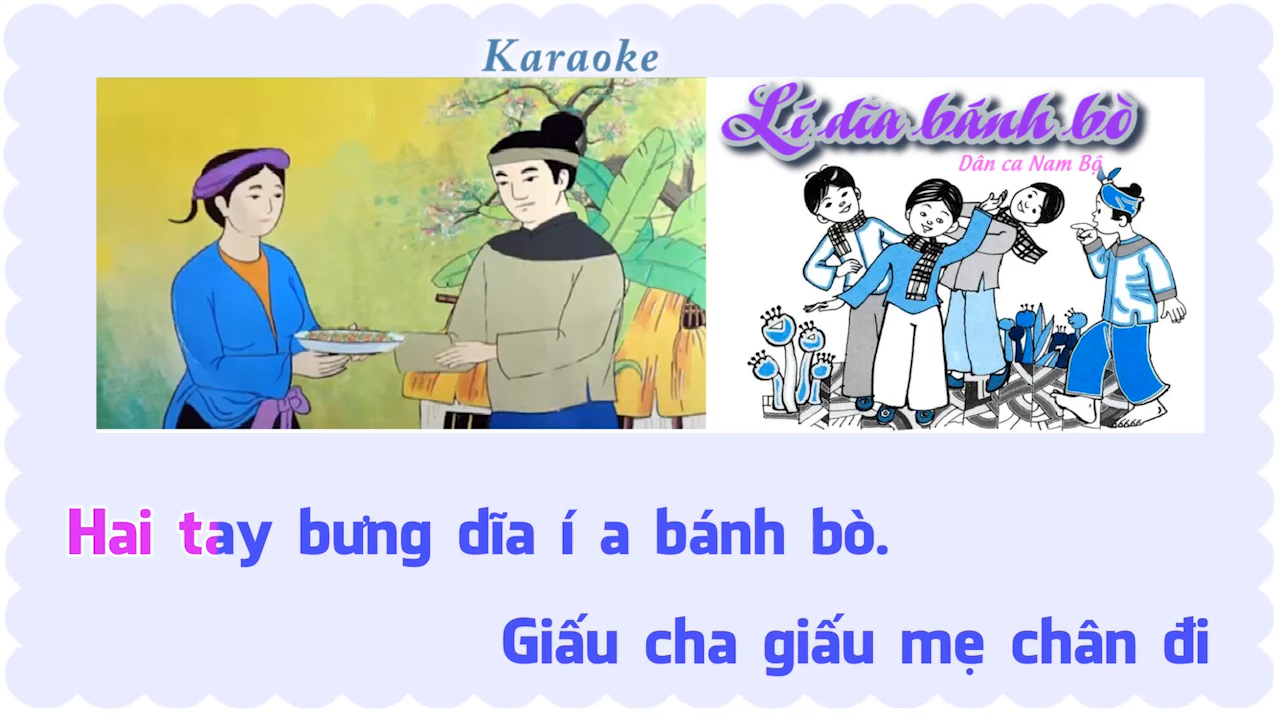 Karaoke
Lí dĩa bánh bò
Dân ca Nam Bộ
Hai tay bưng dĩa í a bánh bò.
Giấu cha giấu mẹ chân đi